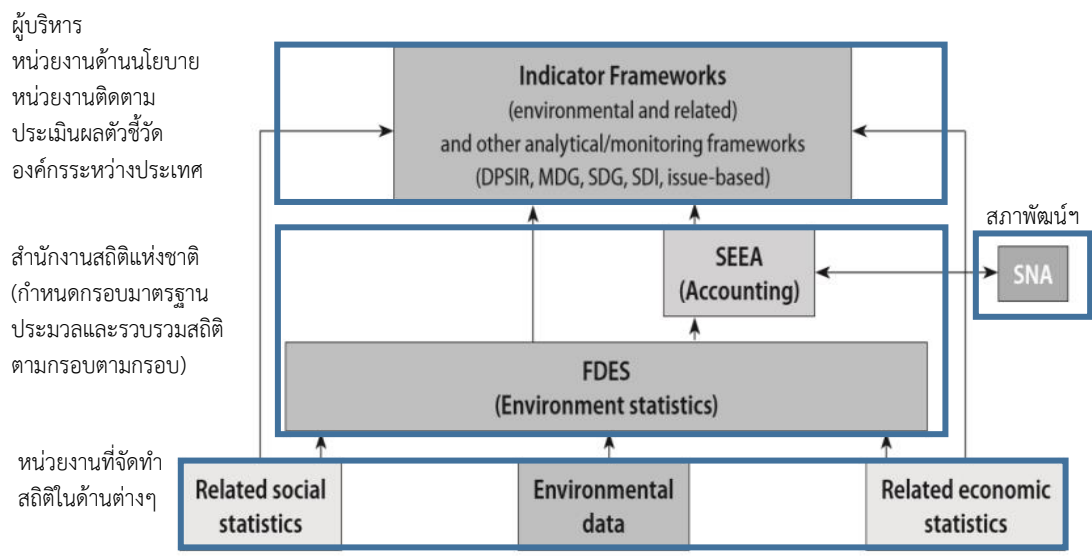 ผู้บริหาร
หน่วยงานด้านนโยบาย
หน่วยงานติดตาม
ประเมินผลตัวชี้วัด
องค์กรระหว่างประเทศ
Indicator Frameworks
(environmental and related)
and other analytical/monitoring frameworks
(DPSIR, MDG, SDG, SDI, issue-based)
สำนักงานสถิติแห่งชาติ
(กำหนดกรอบมาตรฐาน
ประมวลและรวบรวมสถิติ
ตามกรอบตามกรอบ)
SEEA
(Accounting)
สภาพัฒน์ฯ
SNA
FDES
(Environment statistics)
หน่วยงานที่จัดทำ
สถิติในด้านต่างๆ
Related social
statistics
Environmental
data
Related economic
statistics